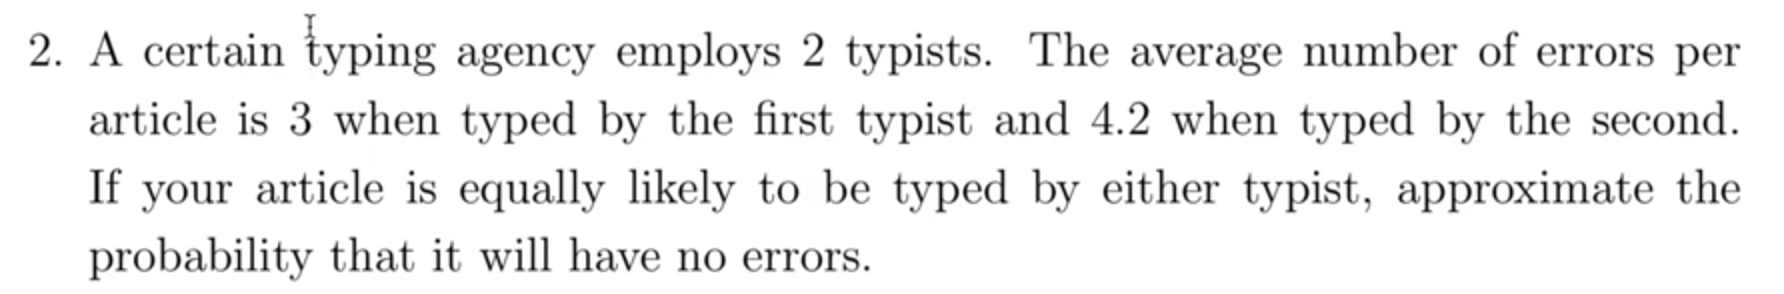 2. A certain typing agency employs 2 typists. The average number of errors per
article is 3 when typed by the first typist and 4.2 when typed by the second.
If your article is equally likely to be typed by either typist, approximate the
probability that it will have no errors.